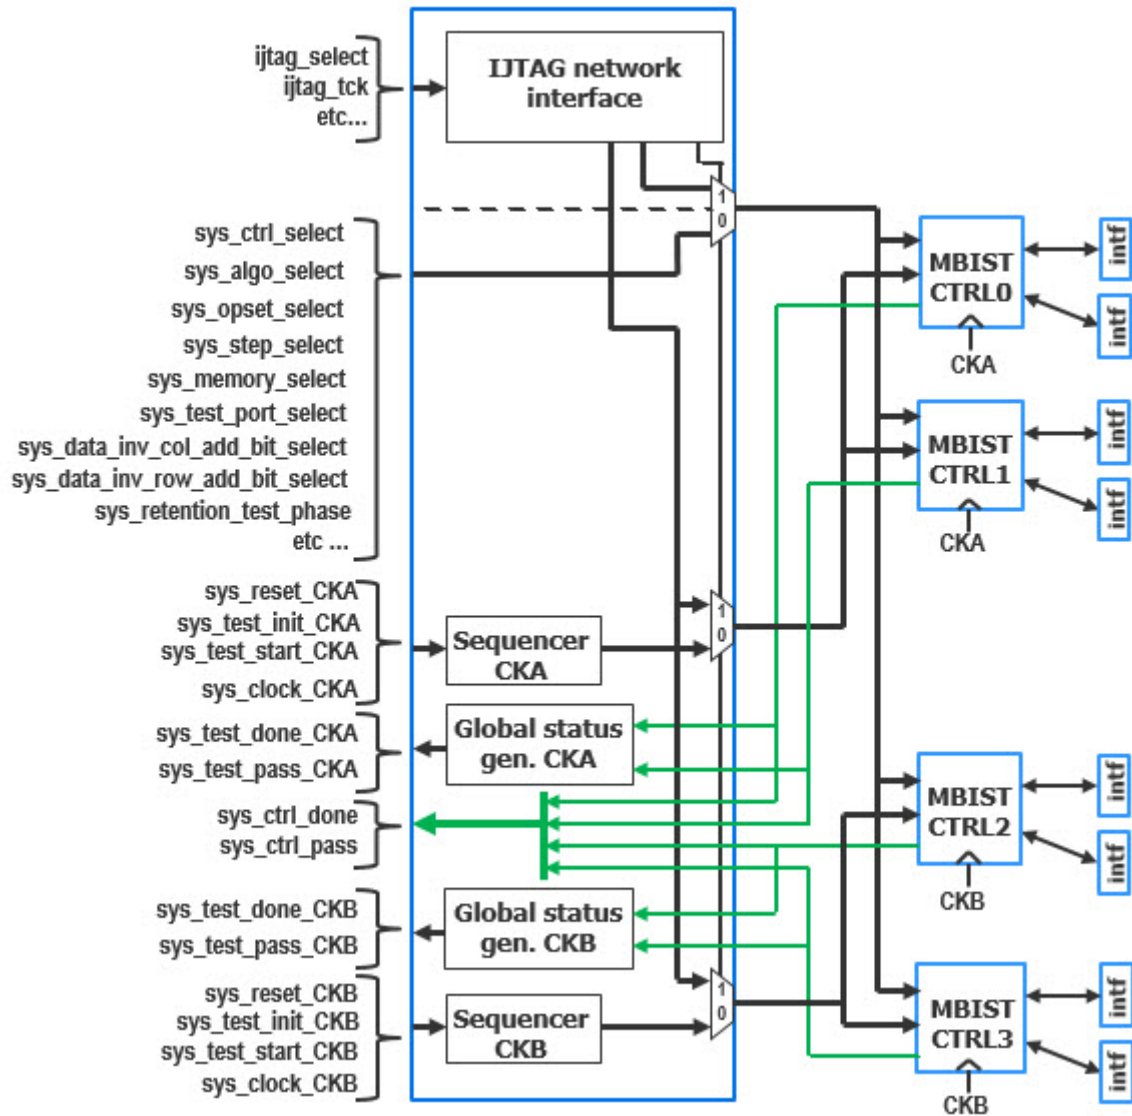 ijtag_select
ijtag_tck
etc...
IJTAG network
interface
1
0
sys_ctrl_select
sys_algo_select
sys_opset_select
sys_step_select
sys_memory_select
sys_test_port_select
sys_data_inv_col_add_bit_select
sys_data_inv_row_add_bit_select
sys_retention_test_phase
etc ...
MBIST
CTRL0
CKA
intf
intf
MBIST
CTRL1
CKA
intf
intf
sys_reset_CKA
sys_test_init_CKA
sys_test_start_CKA
sys_clock_CKA
Sequencer
CKA
1
0
sys_test_done_CKA
sys_test_pass_CKA
Global status
gen. CKA
sys_ctrl_done
sys_ctrl_pass
MBIST
CTRL2
CKB
intf
intf
sys_test_done_CKB
sys_test_pass_CKB
Global status
gen. CKB
sys_reset_CKB
sys_test_init_CKB
sys_test_start_CKB
sys_clock_CKB
Sequencer
CKB
1
0
MBIST
CTRL3
CKB
intf
intf